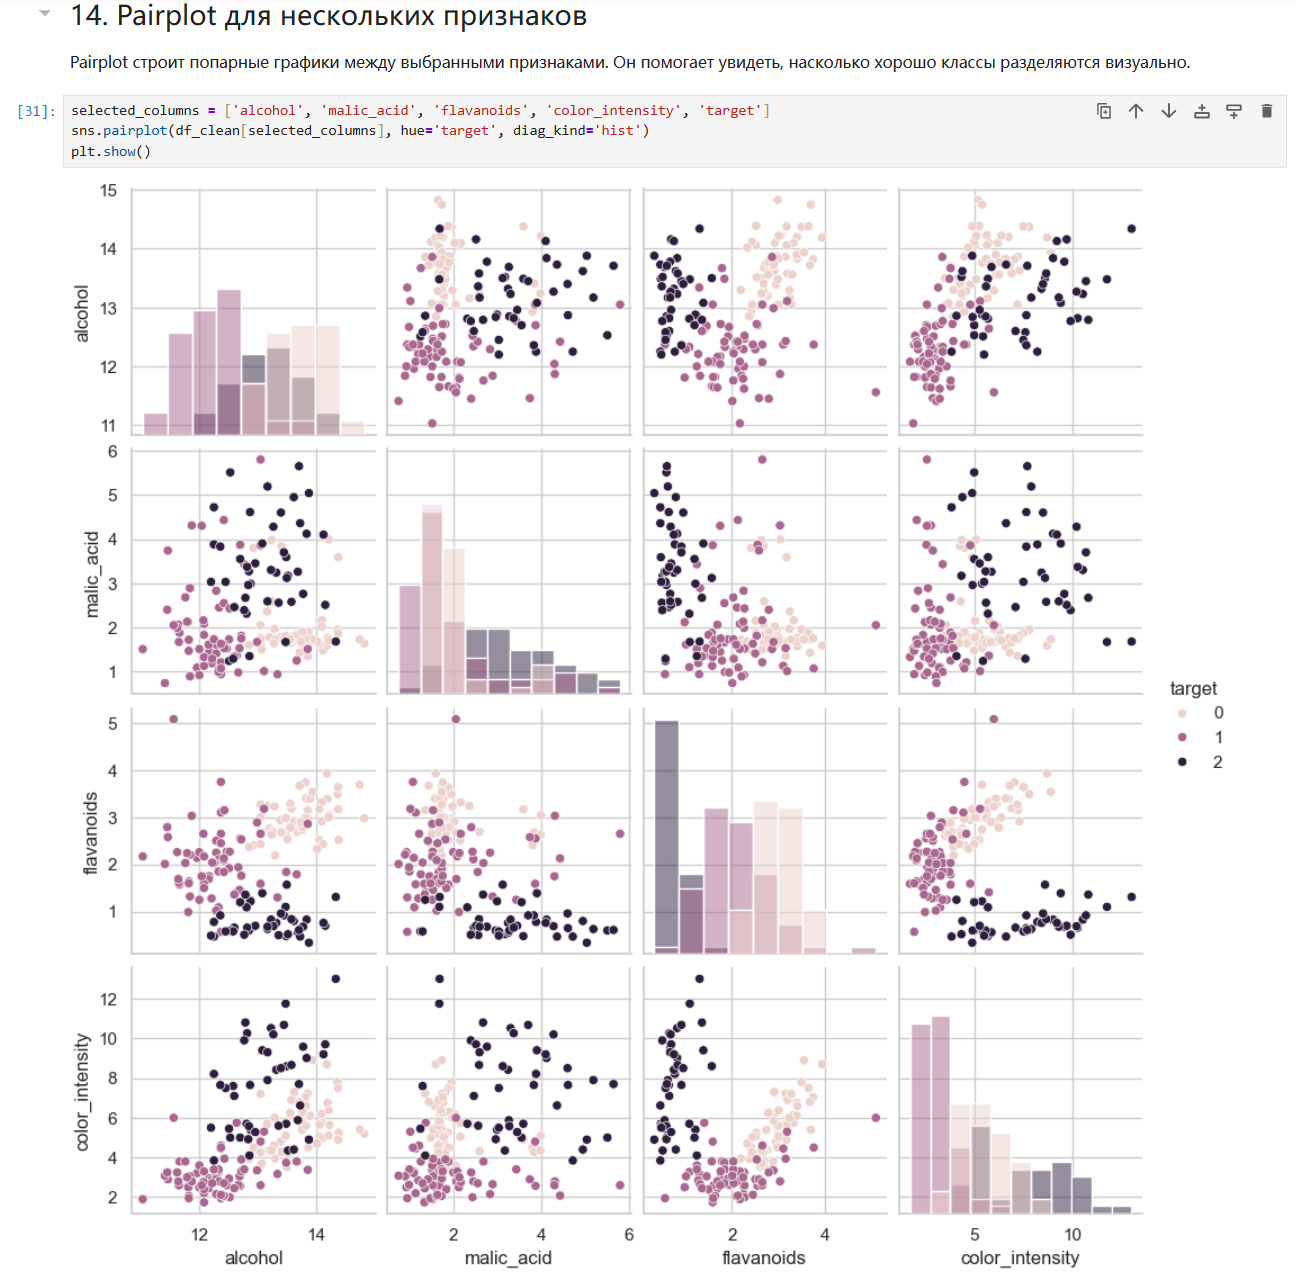 14. Pairplot для нескольких признаков
Pairplot строит попарные графики между выбранными признаками. Он помогает увидеть, насколько хорошо классы разделяются визуально.
[31]:
selected_columns = ['alcohol', 'malic_acid', 'flavanoids', 'color_intensity', 'target']
sns.pairplot(df_clean[selected_columns], hue='target', diag_kind='hist')
plt.show()
15
14
13
12
11
alcohol
6
5
4
3
2
1
malic_acid
5
4
3
2
1
flavanoids
12
10
8
6
4
2
color_intensity
12 14
alcohol
2 4 6
malic_acid
2 4
flavanoids
5 10
color_intensity
target
0
1
2